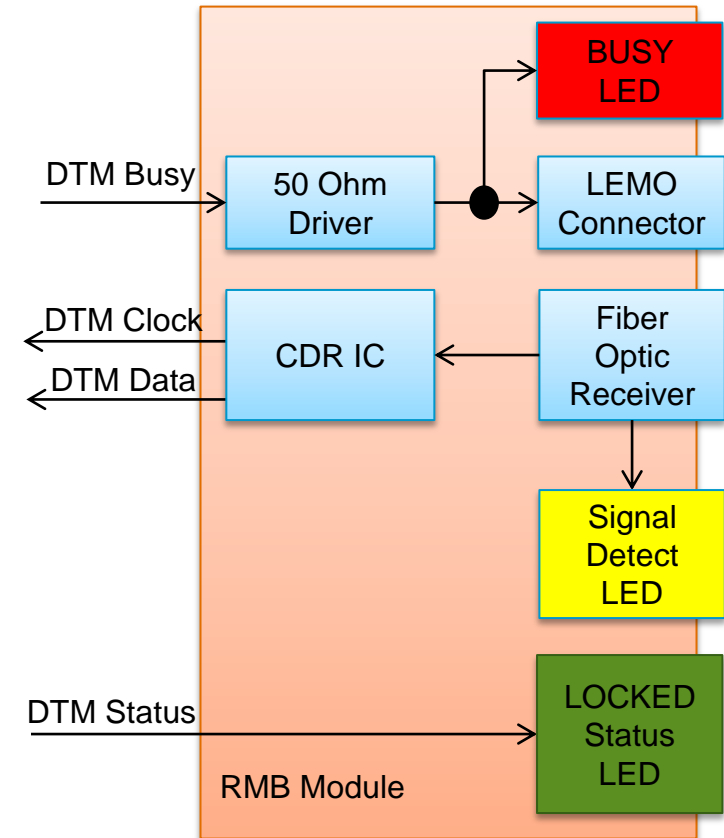 BUSY
LED
DTM Busy
50 Ohm
Driver
LEMO
Connector
DTM Clock
DTM Data
CDR IC
Fiber
Optic
Receiver
Signal
Detect
LED
DTM Status
LOCKED
Status
LED
RMB Module